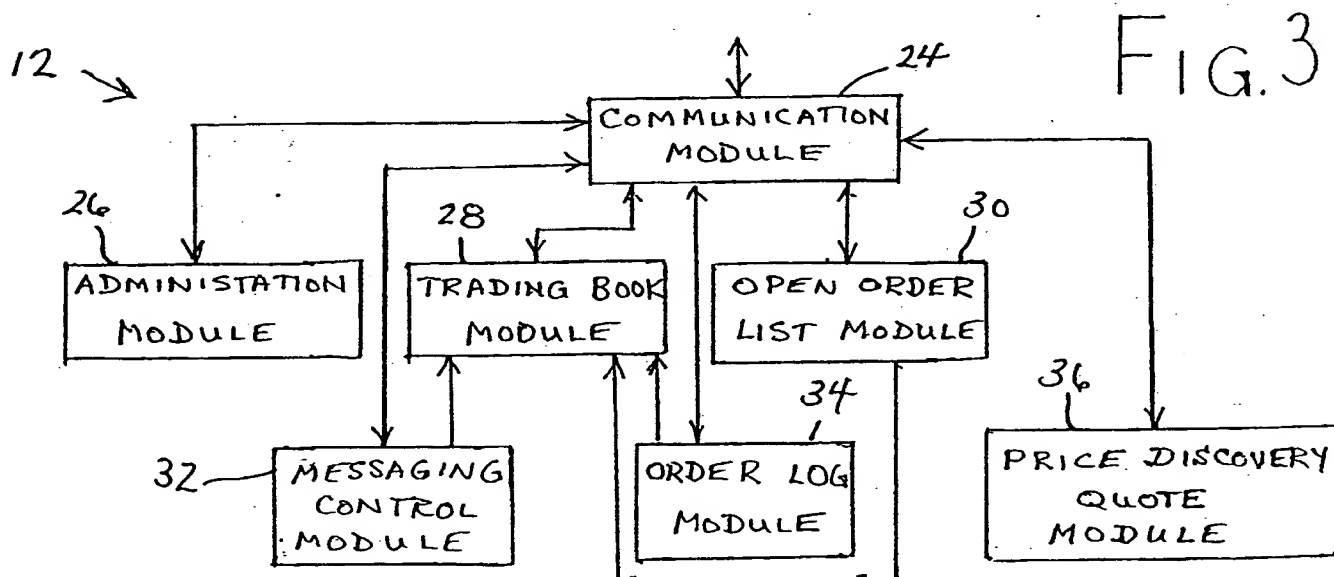 FIG. 3
12
24
COMMUNICATION
MODULE
26
ADMINISTATION
MODULE
28
TRADING BOOK
MODULE
30
OPEN ORDER
LIST MODULE
32
MESSAGING
CONTROL
MODULE
34
ORDER LOG
MODULE
36
PRICE DISCOVERY
QUOTE
MODULE